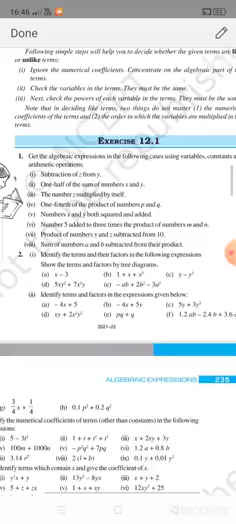 16:46
Done
Following simple steps will help you to decide whether the given terms are
or unlike terms:
(i) Ignore the numerical coefficients. Concentrate on the algebraic part of
terms.
(ii) Check the variables in the terms. They must be the same.
(iii) Next, check the powers of each variable in the terms. They must be the
Note that in deciding like terms, two things do not matter (1) the
coefficients of the terms and (2) the order in which the variables are multiplied in
terms.
EXERCISE 12.1
1. Get the algebraic expressions in the following cases using variables, constants
arithmetic operations.
(i) Subtraction of z from y.
(ii) One-half of the sum of numbers x and y.
(iii) The number z multiplied by itself.
(iv) One-fourth of the product of numbers p and q.
(v) Numbers x and y both squared and added.
(vi) Number 5 added to three times the product of numbers m and n.
(vii) Product of numbers y and z subtracted from 10.
(viii) Sum of numbers a and b subtracted from their product.
2. (i) Identify the terms and their factors in the following expressions
Show the terms and factors by tree diagrams.
(a) x – 3 (b) 1 + x + x² (c) y – y³
(d) 5xy² + 7x²y (e) – ab + 2b² – 3a²
(ii) Identify terms and factors in the expressions given below:
(a) – 4x + 5 (b) – 4x + 5y (c) 5y + 3y²
(d) xy + 2x²y² (e) pq + q (f) 1.2 ab – 2.4 b + 3.6
2021–22
ALGEBRAIC EXPRESSIONS 235
g) 3/4 x + 1/4 (h) 0.1 p² + 0.2 q²
fy the numerical coefficients of terms (other than constants) in the following
sions:
(i) 5 – 3t² (ii) 1 + t + t² + t³ (iii) x + 2xy + 3y
v) 100m + 1000n (v) – p²q² + 7pq (vi) 1.2 a + 0.8 b
ii) 3.14 r² (viii) 2 (l + b) (ix) 0.1 y + 0.01 y²
dentify terms which contain x and give the coefficient of x.
(i) y²x + y (ii) 13y² – 8yx (iii) x + y + 2
v) 5 + z + zx (v) 1 + x + xy (vi) 12xy² + 25